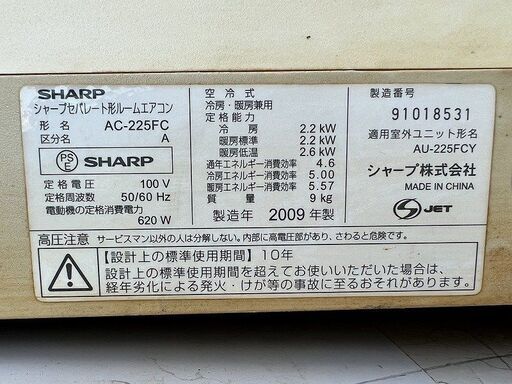 SHARP
シャープセパレート形ルームエアコン
形 名 AC-225FC
区分名 A
PS
E SHARP
定格電圧 100 V
定格周波数 50/60 Hz
電動機の定格消費電力
620 W
空 冷 式
冷房・暖房兼用
定格能力
冷 房 2.2 kW
暖房標準 2.2 kW
暖房低温 2.6 kW
通年エネルギー消費効率 4.6
冷房エネルギー消費効率 5.00
暖房エネルギー消費効率 5.57
質 量 9 kg
製造年 2009 年製
製造番号
91018531
適用室外ユニット形名
AU-225FCY
シャープ株式会社
MADE IN CHINA
S JET
高圧注意 サービスマン以外の人は分解しない。内部に高電圧部があり、さわると危険です。
【設計上の標準使用期間】10年
設計上の標準使用期間を超えてお使いいただいた場合は、
経年劣化による発火・けが等の事故に至るおそれがあります。